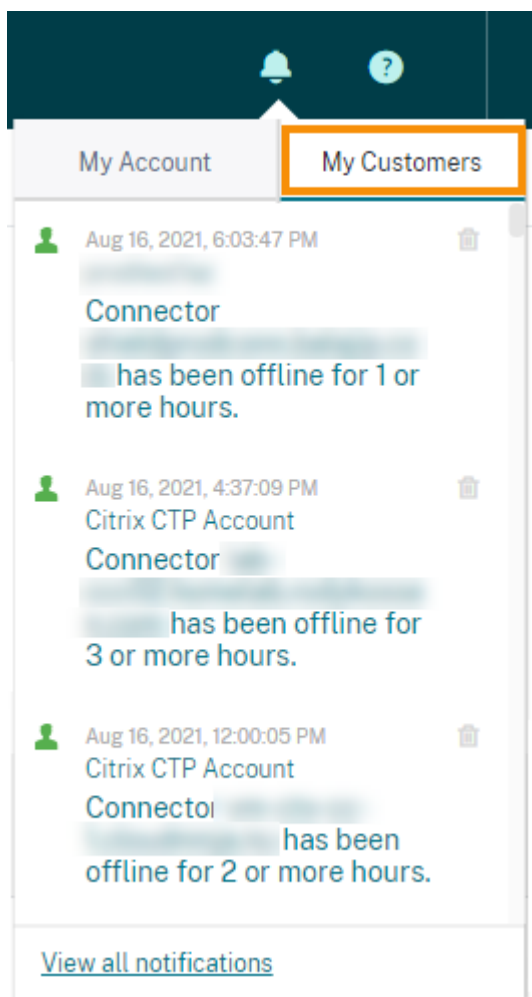 ?
My Account
My Customers
Aug 16, 2021, 6:03:47 PM
Connector
has been offline for 1 or
more hours.
Aug 16, 2021, 4:37:09 PM
Citrix CTP Account
Connector
has been offline for
3 or more hours.
Aug 16, 2021, 12:00:05 PM
Citrix CTP Account
Connector
has been
offline for 2 or more hours.
View all notifications